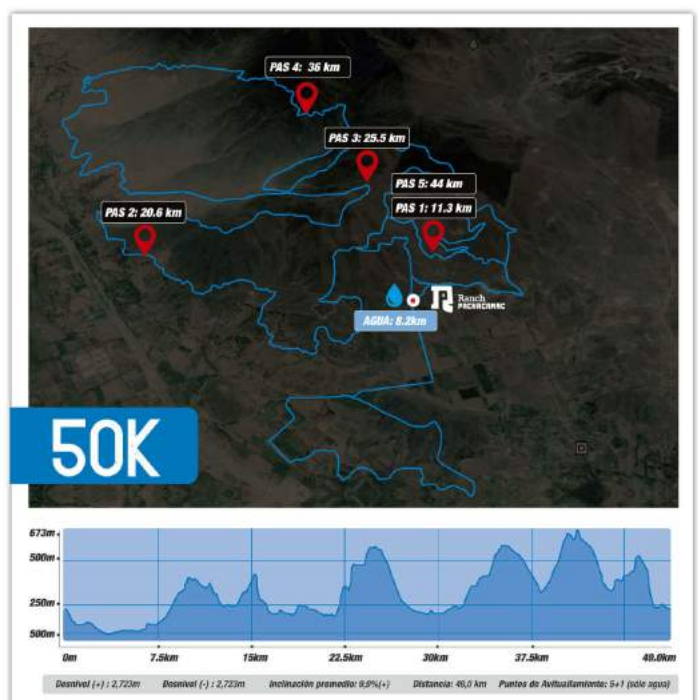 PAS 4: 36 km
PAS 3: 25.5 km
PAS 5: 44 km
PAS 1: 11.3 km
PAS 2: 20.6 km
Ranch
PACHACAMAC
AGUA: 8.2km
50K
673m
500m
250m
500m
0m 7.5km 15km 22.5km 30km 37.5km 49.0km
Desnivel (+) : 2,723m Desnivel (-) : 2,723m Inclinación promedio: 9,9%(+) Distancia: 49,0 km Puntos de Avituallamiento: 5+1 (sólo agua)